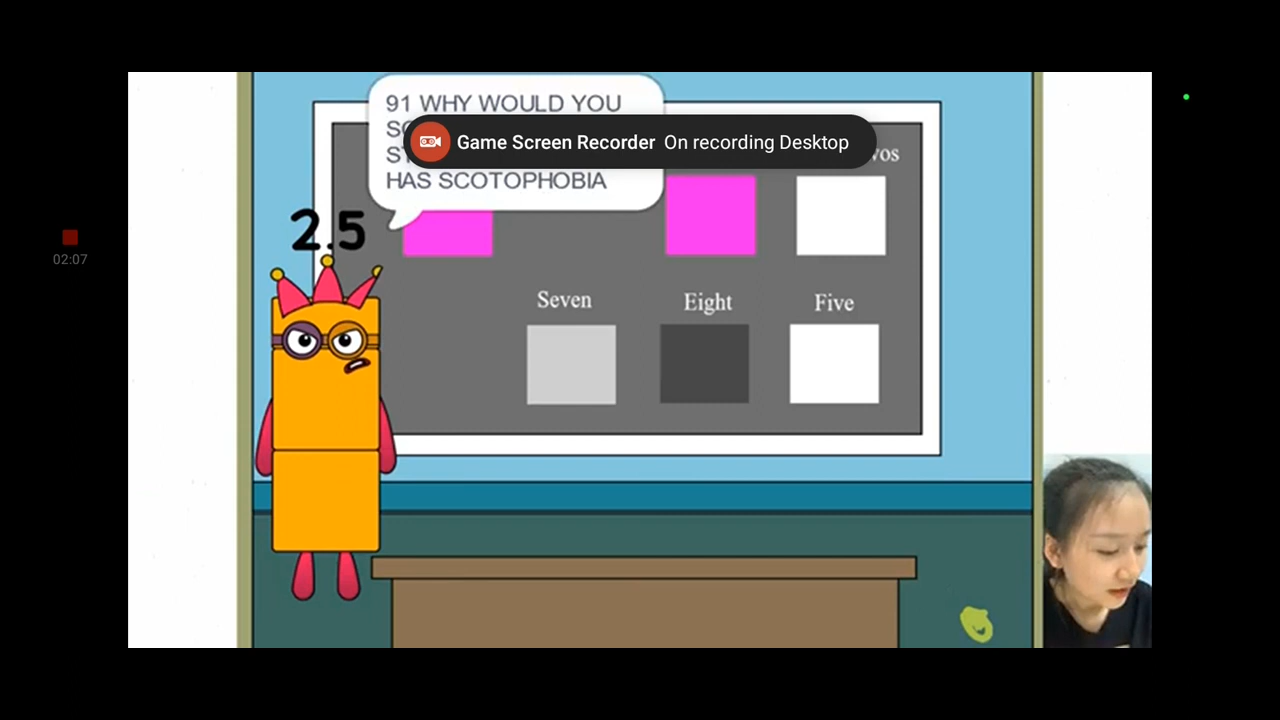 91 WHY WOULD YOU
Game Screen Recorder On recording Desktop
HAS SCOTOPHOBIA
2.5
02:07
Seven
Eight
Five